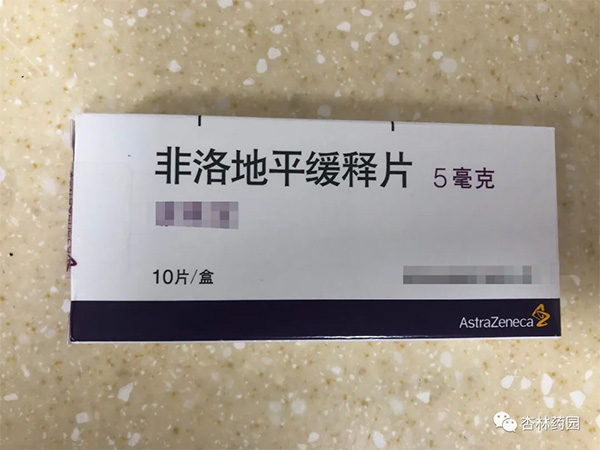 非洛地平缓释片 5毫克
10片/盒
AstraZeneca
杏林药园